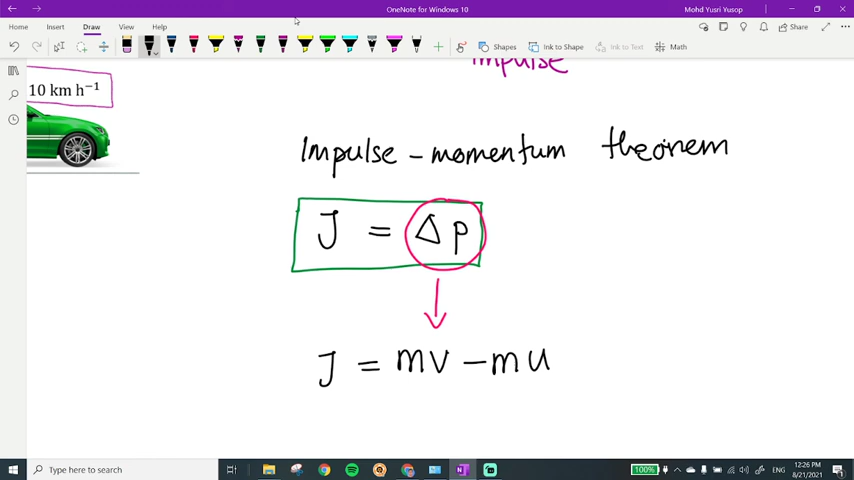 OneNote for Windows 10
Mohd Yusri Yusop
Home Insert Draw View Help
Share
Shapes Ink to Shape Ink to Text Math
Impulse
10 km h⁻¹
Impulse - momentum theorem
J = Δp
J = mv - mu
Type here to search
100%
ENG
12:26 PM
8/21/2021